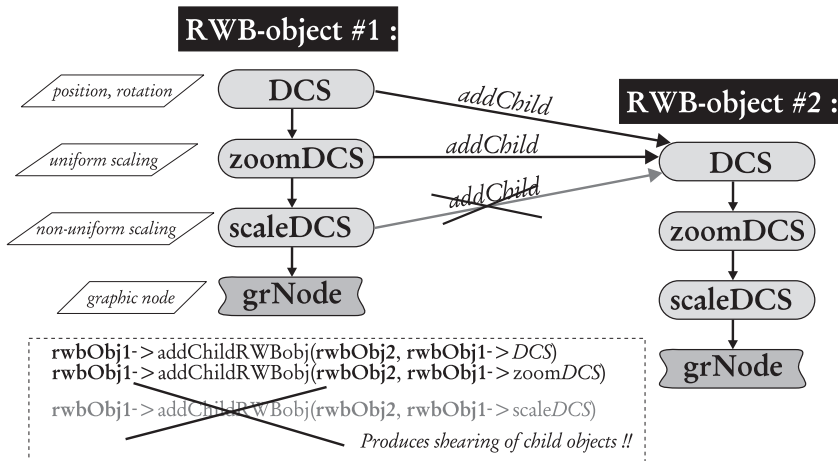 RWB-object #1 :
position, rotation
DCS
addChild
RWB-object #2 :
uniform scaling
zoomDCS
addChild
DCS
non-uniform scaling
scaleDCS
addChild
zoomDCS
graphic node
grNode
scaleDCS
grNode
rwbObj1->addChildRWBobj(rwbObj2, rwbObj1->DCS)
rwbObj1->addChildRWBobj(rwbObj2, rwbObj1->zoomDCS)
rwbObj1->addChildRWBobj(rwbObj2, rwbObj1->scaleDCS)
Produces shearing of child objects !!